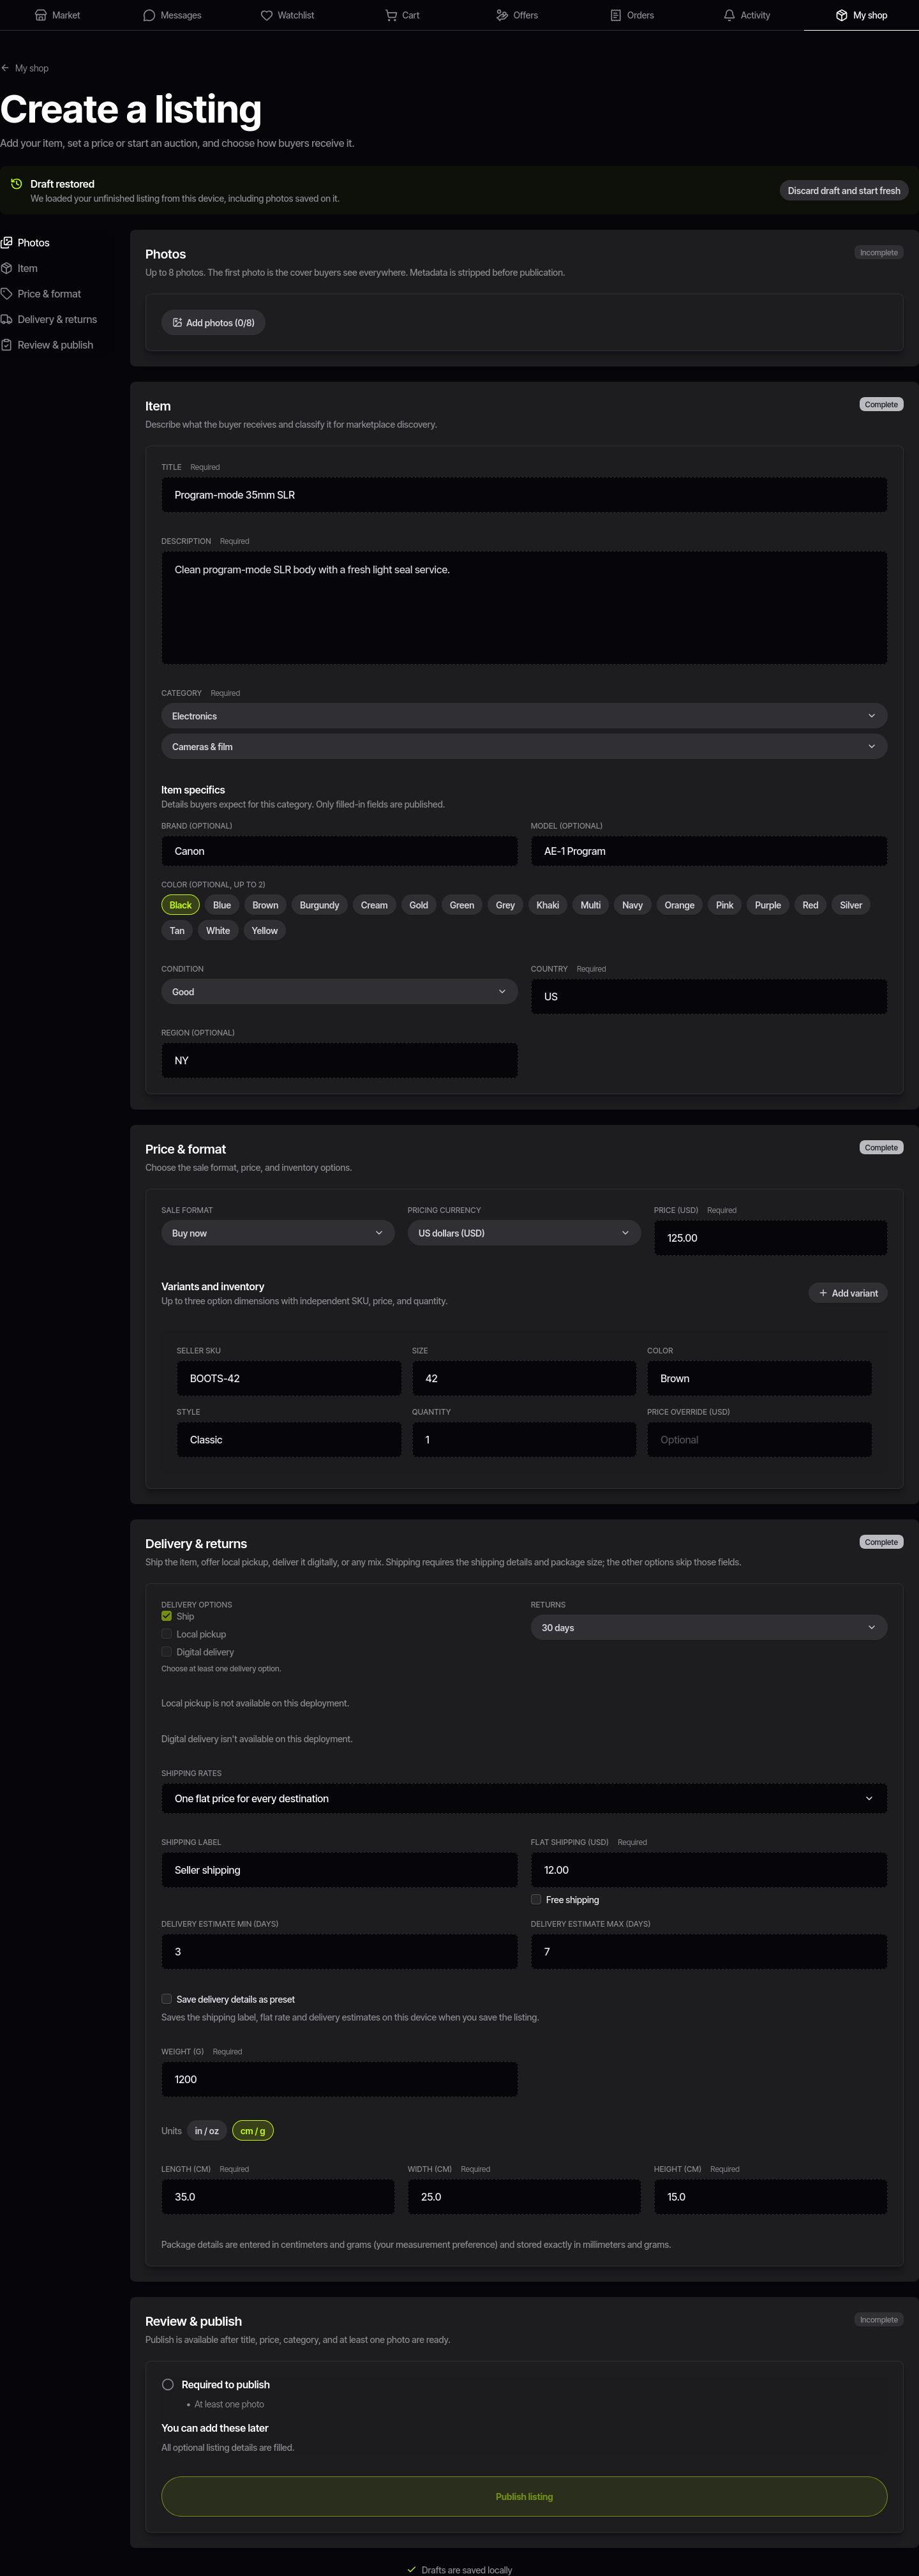 Market
Messages
Watchlist
Cart
Offers
Orders
Activity
My shop
My shop
Create a listing
Add your item, set a price or start an auction, and choose how buyers receive it.
Draft restored
We loaded your unfinished listing from this device, including photos saved on it.
Discard draft and start fresh
Photos
Item
Price & format
Delivery & returns
Review & publish
Photos
Incomplete
Up to 8 photos. The first photo is the cover buyers see everywhere. Metadata is stripped before publication.
Add photos (0/8)
Item
Complete
Describe what the buyer receives and classify it for marketplace discovery.
TITLE Required
Program-mode 35mm SLR
DESCRIPTION Required
Clean program-mode SLR body with a fresh light seal service.
CATEGORY Required
Electronics
Cameras & film
Item specifics
Details buyers expect for this category. Only filled-in fields are published.
BRAND (OPTIONAL)
MODEL (OPTIONAL)
Canon
AE-1 Program
COLOR (OPTIONAL, UP TO 2)
Black Blue Brown Burgundy Cream Gold Green Grey Khaki Multi Navy Orange Pink Purple Red Silver
Tan White Yellow
CONDITION
COUNTRY Required
Good
US
REGION (OPTIONAL)
NY
Price & format
Complete
Choose the sale format, price, and inventory options.
SALE FORMAT
PRICING CURRENCY
PRICE (USD) Required
Buy now
US dollars (USD)
125.00
Variants and inventory
Up to three option dimensions with independent SKU, price, and quantity.
Add variant
SELLER SKU
SIZE
COLOR
BOOTS-42
42
Brown
STYLE
QUANTITY
PRICE OVERRIDE (USD)
Classic
1
Optional
Delivery & returns
Complete
Ship the item, offer local pickup, deliver it digitally, or any mix. Shipping requires the shipping details and package size; the other options skip those fields.
DELIVERY OPTIONS
RETURNS
Ship
30 days
Local pickup
Digital delivery
Choose at least one delivery option.
Local pickup is not available on this deployment.
Digital delivery isn't available on this deployment.
SHIPPING RATES
One flat price for every destination
SHIPPING LABEL
FLAT SHIPPING (USD) Required
Seller shipping
12.00
Free shipping
DELIVERY ESTIMATE MIN (DAYS)
DELIVERY ESTIMATE MAX (DAYS)
3
7
Save delivery details as preset
Saves the shipping label, flat rate and delivery estimates on this device when you save the listing.
WEIGHT (G) Required
1200
Units in / oz cm / g
LENGTH (CM) Required
WIDTH (CM) Required
HEIGHT (CM) Required
35.0
25.0
15.0
Package details are entered in centimeters and grams (your measurement preference) and stored exactly in millimeters and grams.
Review & publish
Incomplete
Publish is available after title, price, category, and at least one photo are ready.
Required to publish
• At least one photo
You can add these later
All optional listing details are filled.
Publish listing
Drafts are saved locally